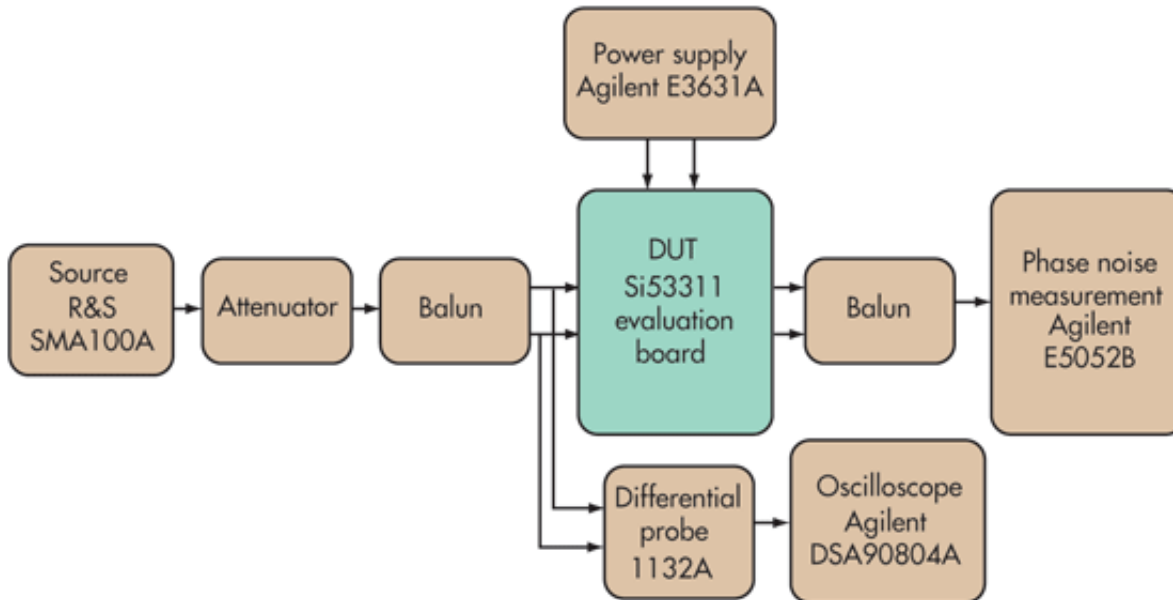 Power supply
Agilent E3631A
Source
R&S
SMA100A
Attenuator
Balun
DUT
Si53311
evaluation
board
Balun
Phase noise
measurement
Agilent
E5052B
Differential
probe
1132A
Oscilloscope
Agilent
DSA90804A